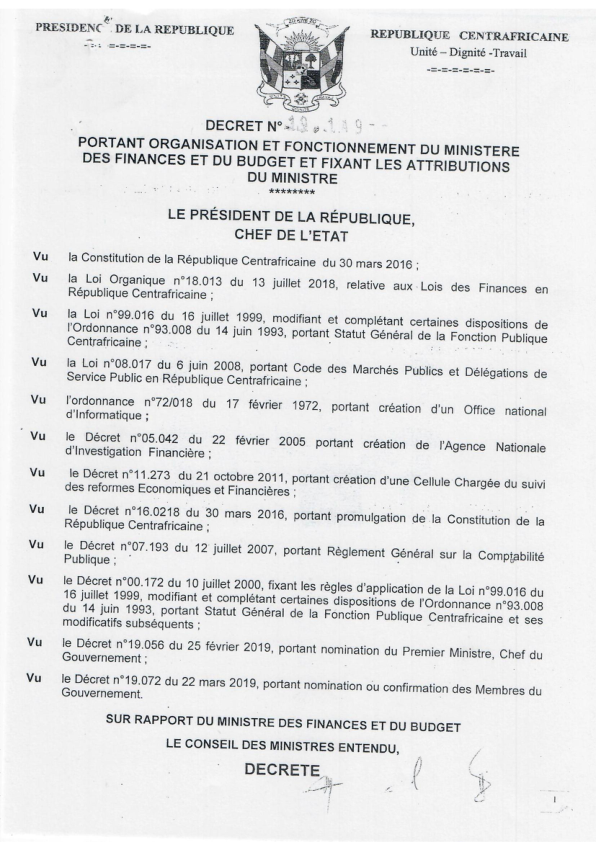 PRESIDENCE DE LA REPUBLIQUE
-=-=-=-=-
REPUBLIQUE CENTRAFRICAINE
Unité – Dignité -Travail
-=-=-=-=-=-
DECRET N° 19.149
PORTANT ORGANISATION ET FONCTIONNEMENT DU MINISTERE
DES FINANCES ET DU BUDGET ET FIXANT LES ATTRIBUTIONS
DU MINISTRE
********
LE PRÉSIDENT DE LA RÉPUBLIQUE,
CHEF DE L'ETAT
Vu la Constitution de la République Centrafricaine du 30 mars 2016 ;
Vu la Loi Organique n°18.013 du 13 juillet 2018, relative aux Lois des Finances en
République Centrafricaine ;
Vu la Loi n°99.016 du 16 juillet 1999, modifiant et complétant certaines dispositions de
l'Ordonnance n°93.008 du 14 juin 1993, portant Statut Général de la Fonction Publique
Centrafricaine ;
Vu la Loi n°08.017 du 6 juin 2008, portant Code des Marchés Publics et Délégations de
Service Public en République Centrafricaine ;
Vu l'ordonnance n°72/018 du 17 février 1972, portant création d'un Office national
d'Informatique ;
Vu le Décret n°05.042 du 22 février 2005 portant création de l'Agence Nationale
d'Investigation Financière ;
Vu le Décret n°11.273 du 21 octobre 2011, portant création d'une Cellule Chargée du suivi
des reformes Economiques et Financières ;
Vu le Décret n°16.0218 du 30 mars 2016, portant promulgation de la Constitution de la
République Centrafricaine ;
Vu le Décret n°07.193 du 12 juillet 2007, portant Règlement Général sur la Comptabilité
Publique ;
Vu le Décret n°00.172 du 10 juillet 2000, fixant les règles d'application de la Loi n°99.016 du
16 juillet 1999, modifiant et complétant certaines dispositions de l'Ordonnance n°93.008
du 14 juin 1993, portant Statut Général de la Fonction Publique Centrafricaine et ses
modificatifs subséquents ;
Vu le Décret n°19.056 du 25 février 2019, portant nomination du Premier Ministre, Chef du
Gouvernement ;
Vu le Décret n°19.072 du 22 mars 2019, portant nomination ou confirmation des Membres du
Gouvernement.
SUR RAPPORT DU MINISTRE DES FINANCES ET DU BUDGET
LE CONSEIL DES MINISTRES ENTENDU,
DECRETE
1